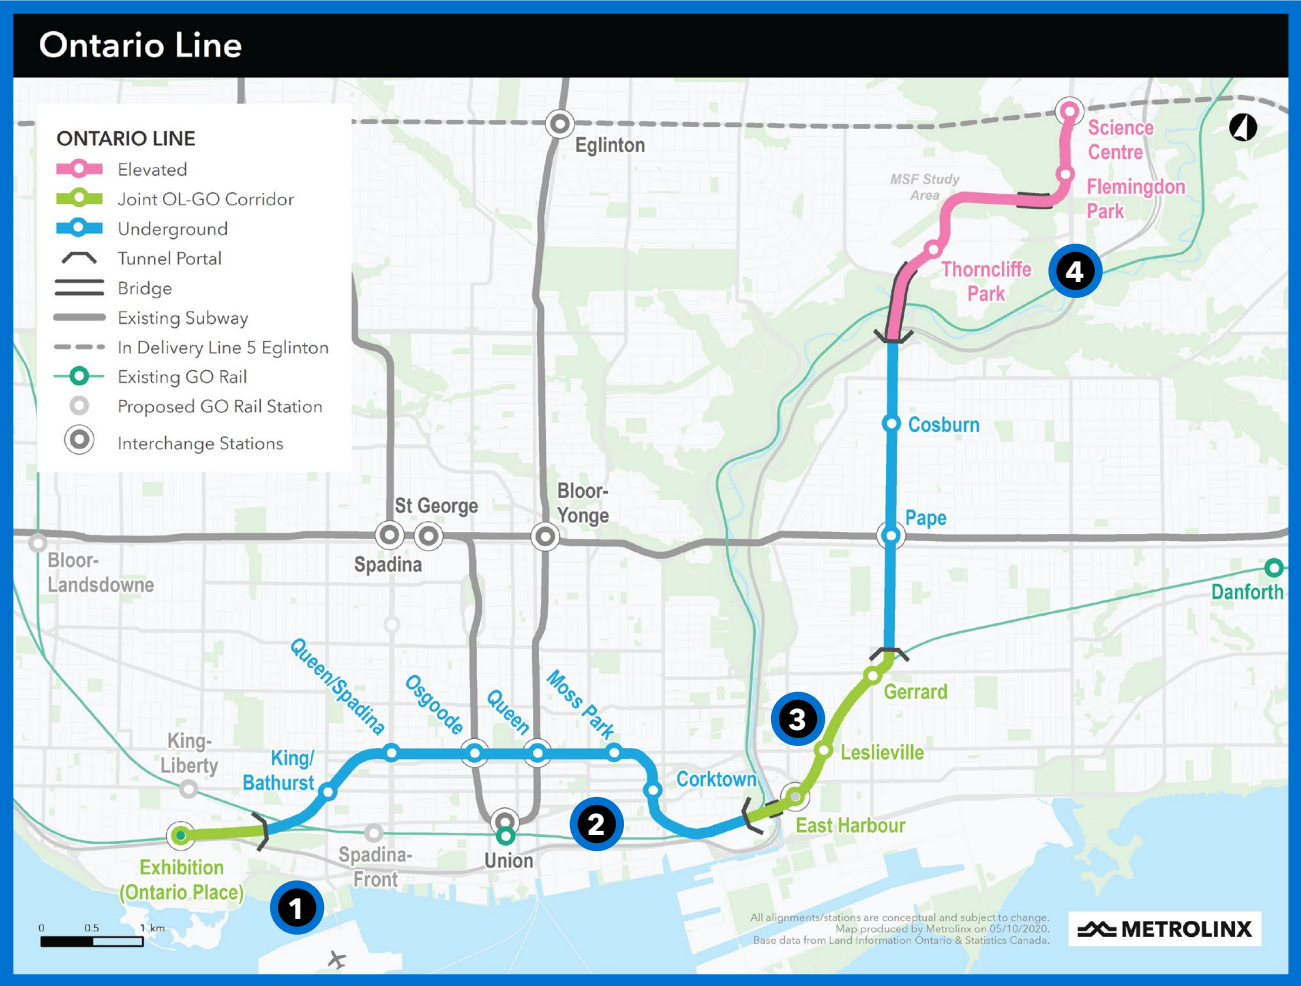 Ontario Line
ONTARIO LINE
Elevated
Joint OL-GO Corridor
Underground
Tunnel Portal
Bridge
Existing Subway
In Delivery Line 5 Eglinton
Existing GO Rail
Proposed GO Rail Station
Interchange Stations
Eglinton
Science
Centre
MSF Study
Area
Flemingdon
Park
Thorncliffe
Park
4
Cosburn
St George
Bloor-
Yonge
Pape
Spadina
Bloor-
Landsdowne
Danforth
Queen/Spadina
Osgoode
Queen
Moss Park
Gerrard
3
King-
Liberty
King/
Bathurst
Leslieville
Corktown
2
East Harbour
Exhibition
(Ontario Place)
Spadina-
Front
Union
1
0 0.5 1 km
All alignments/stations are conceptual and subject to change.
Map produced by Metrolinx on 05/10/2020.
Base data from Land Information Ontario & Statistics Canada.
METROLINX